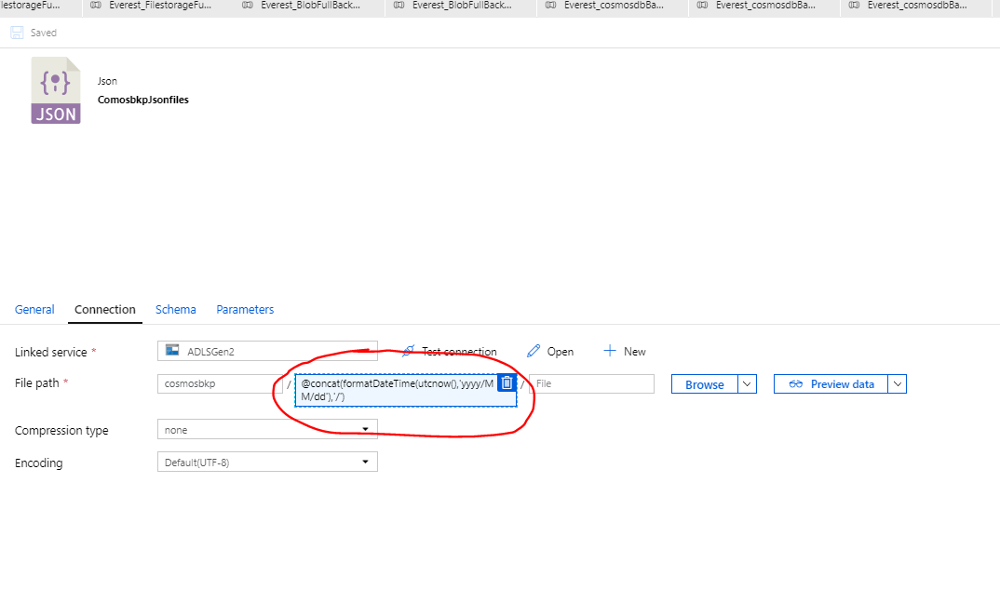 lestorageFu... Everest_FilestorageFu... Everest_BlobFullBack... Everest_BlobFullBack... Everest_cosmosdbBa... Everest_cosmosdbBa... Everest_cosmosdbBa...
Saved
{ } JSON
Json
ComosbkpJsonfiles
General Connection Schema Parameters
Linked service * ADLSGen2 Test connection Open New
File path * cosmosbkp / @concat(formatDateTime(utcnow(),'yyyy/M / File Browse Preview data
M/dd'),'/')
Compression type none
Encoding Default(UTF-8)